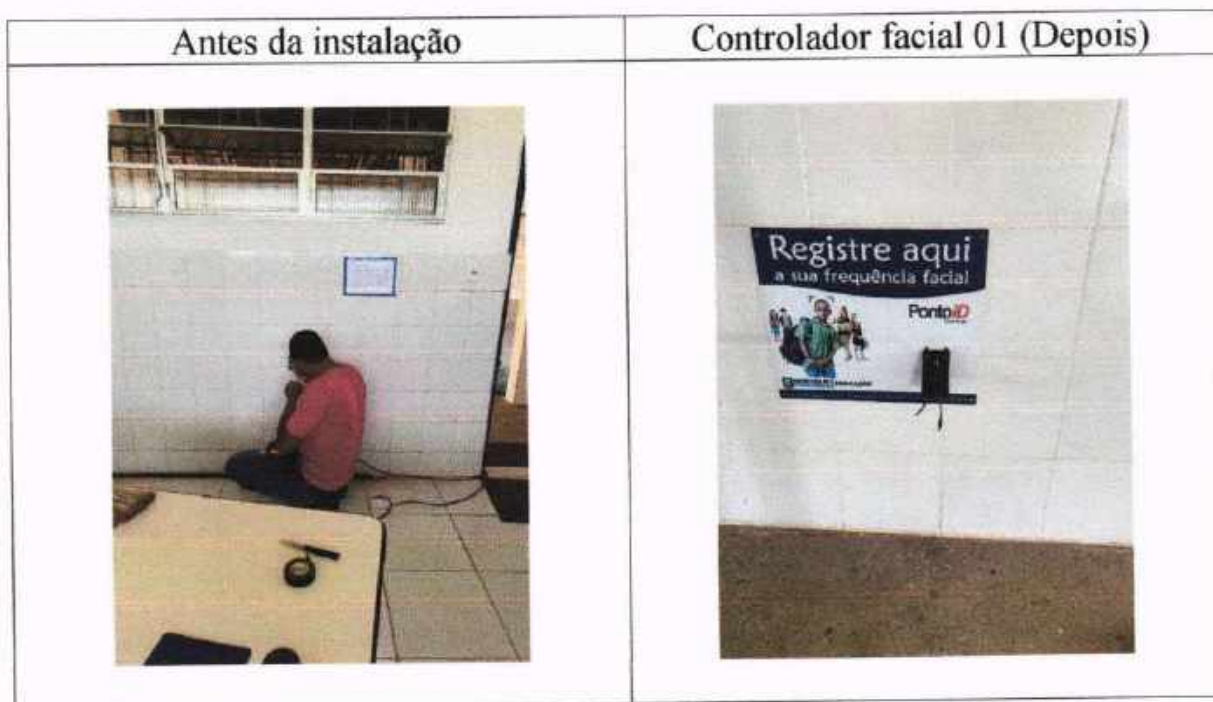 Antes da instalação
Controlador facial 01 (Depois)
Registre aqui
a sua frequência facial
PontoiD